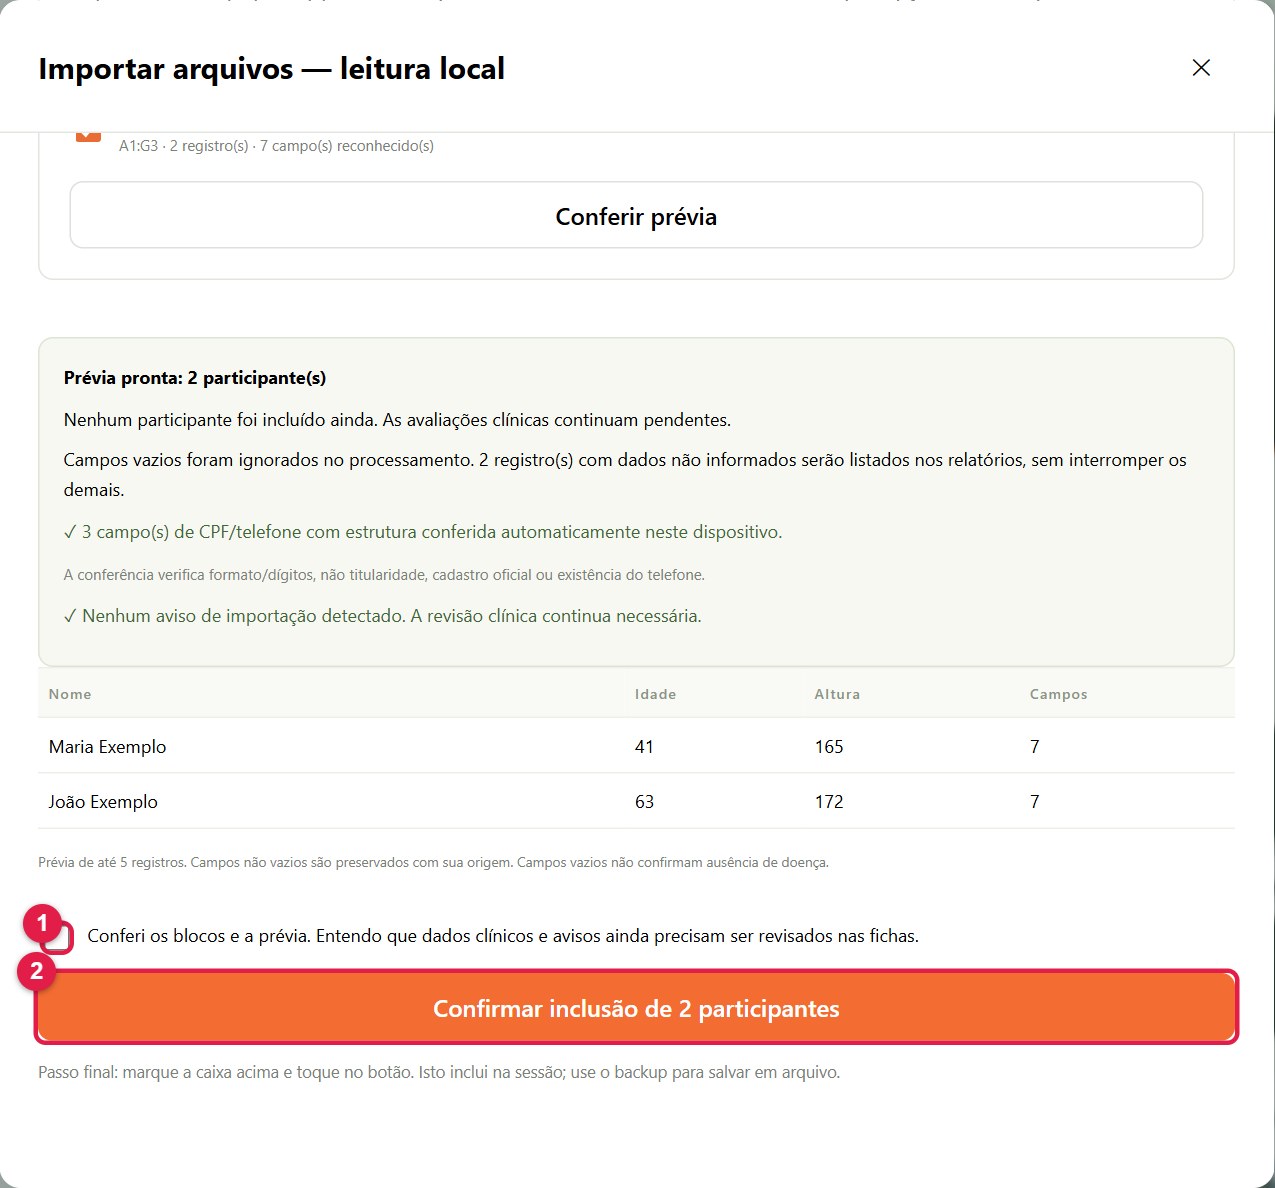 Importar arquivos — leitura local
A1:G3 · 2 registro(s) · 7 campo(s) reconhecido(s)
Conferir prévia
Prévia pronta: 2 participante(s)
Nenhum participante foi incluído ainda. As avaliações clínicas continuam pendentes.
Campos vazios foram ignorados no processamento. 2 registro(s) com dados não informados serão listados nos relatórios, sem interromper os
demais.
✓ 3 campo(s) de CPF/telefone com estrutura conferida automaticamente neste dispositivo.
A conferência verifica formato/dígitos, não titularidade, cadastro oficial ou existência do telefone.
✓ Nenhum aviso de importação detectado. A revisão clínica continua necessária.
Nome Idade Altura Campos
Maria Exemplo 41 165 7
João Exemplo 63 172 7
Prévia de até 5 registros. Campos não vazios são preservados com sua origem. Campos vazios não confirmam ausência de doença.
1 Conferi os blocos e a prévia. Entendo que dados clínicos e avisos ainda precisam ser revisados nas fichas.
2
Confirmar inclusão de 2 participantes
Passo final: marque a caixa acima e toque no botão. Isto inclui na sessão; use o backup para salvar em arquivo.